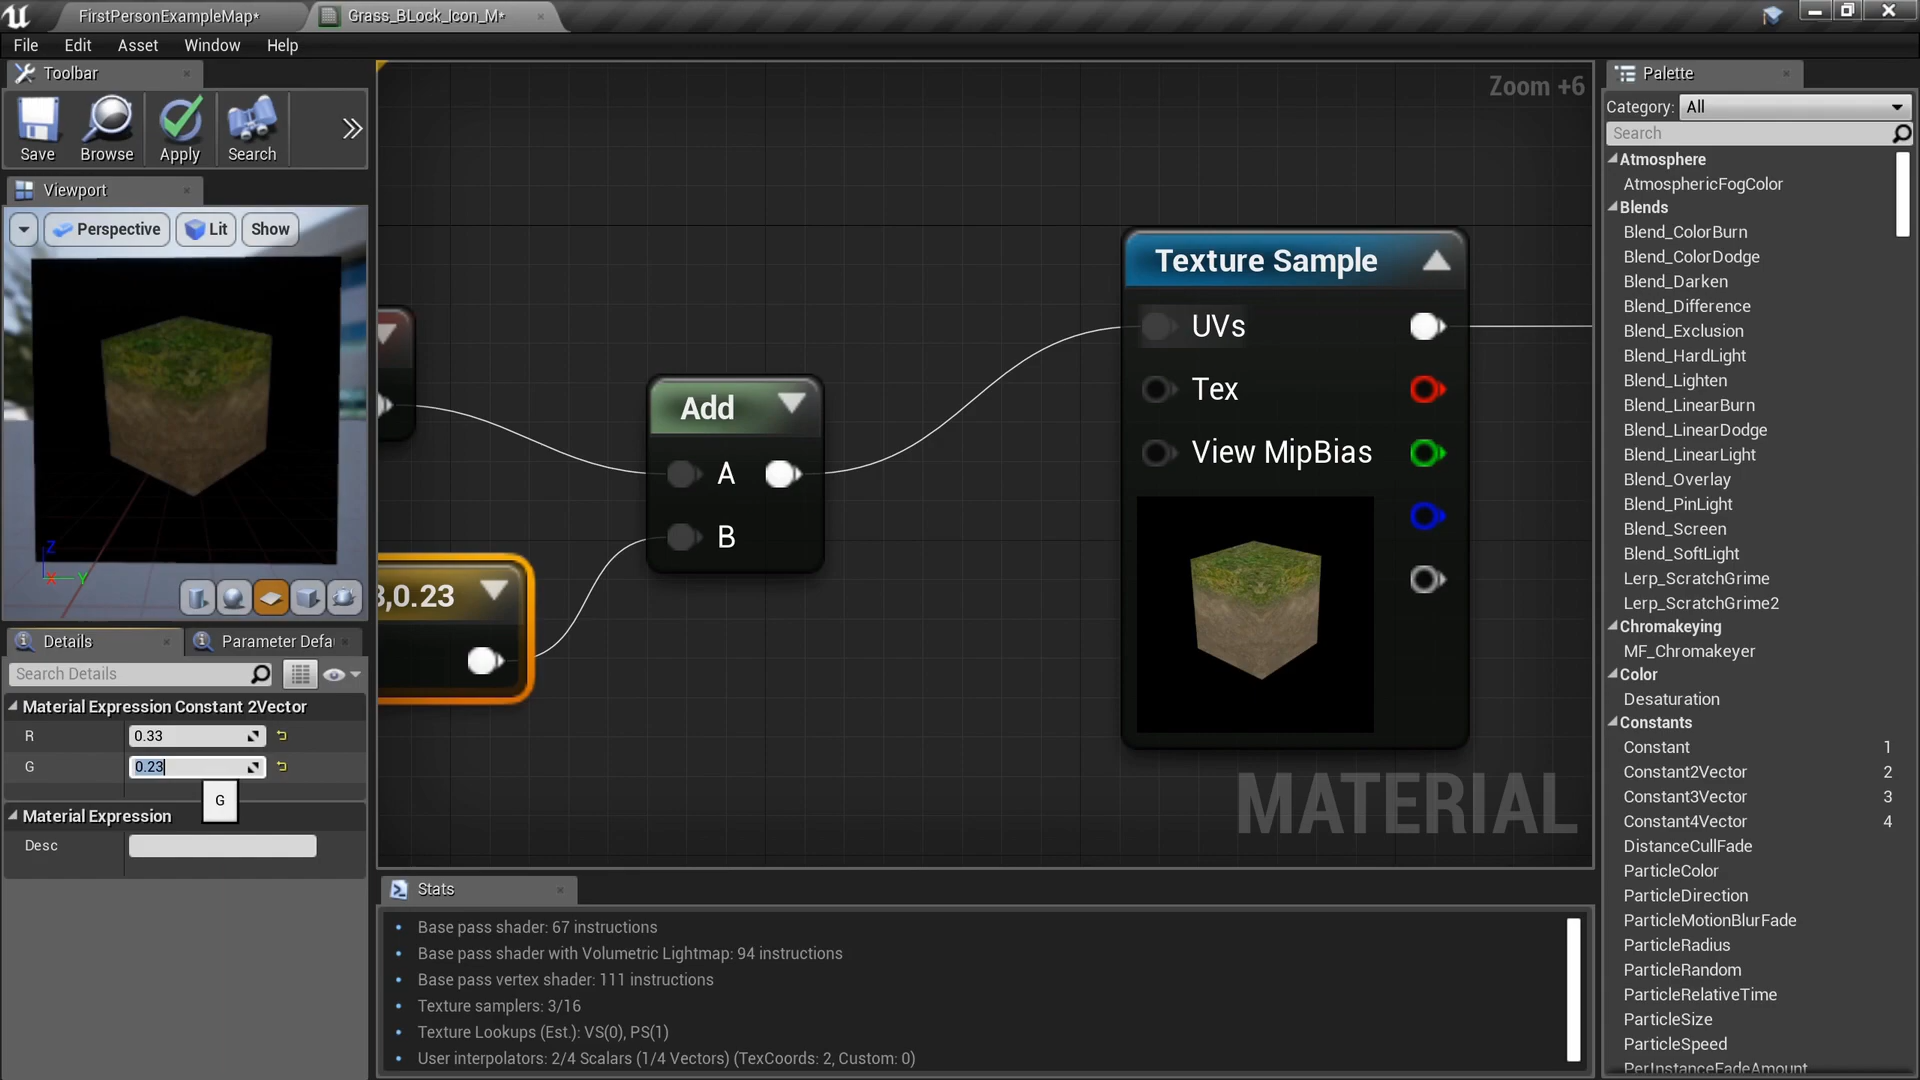 FirstPersonExampleMap*
Grass_BLock_Icon_M*
File Edit Asset Window Help
Toolbar
Save Browse Apply Search
Viewport
Perspective Lit Show
Z
X Y
Details
Parameter Defa
Search Details
Material Expression Constant 2Vector
R 0.33
G 0.23
G
Material Expression
Desc
Zoom +6
Add
A
B
,0.23
Texture Sample
UVs
Tex
View MipBias
MATERIAL
Stats
Base pass shader: 67 instructions
Base pass shader with Volumetric Lightmap: 94 instructions
Base pass vertex shader: 111 instructions
Texture samplers: 3/16
Texture Lookups (Est.): VS(0), PS(1)
User interpolators: 2/4 Scalars (1/4 Vectors) (TexCoords: 2, Custom: 0)
Palette
Category: All
Search
Atmosphere
AtmosphericFogColor
Blends
Blend_ColorBurn
Blend_ColorDodge
Blend_Darken
Blend_Difference
Blend_Exclusion
Blend_HardLight
Blend_Lighten
Blend_LinearBurn
Blend_LinearDodge
Blend_LinearLight
Blend_Overlay
Blend_PinLight
Blend_Screen
Blend_SoftLight
Lerp_ScratchGrime
Lerp_ScratchGrime2
Chromakeying
MF_Chromakeyer
Color
Desaturation
Constants
Constant 1
Constant2Vector 2
Constant3Vector 3
Constant4Vector 4
DistanceCullFade
ParticleColor
ParticleDirection
ParticleMotionBlurFade
ParticleRadius
ParticleRandom
ParticleRelativeTime
ParticleSize
ParticleSpeed
PerInstanceFadeAmount